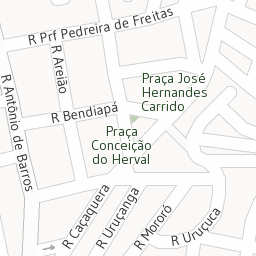 R Prf Pedreira de Freitas
R Areião
R Antônio de Barros
Praça José
Hernandes
Carrido
R Bendiapá
Praça
Conceição
do Herval
R Caçaquera
R Uruçanga
R Mororó
R Uruçuca